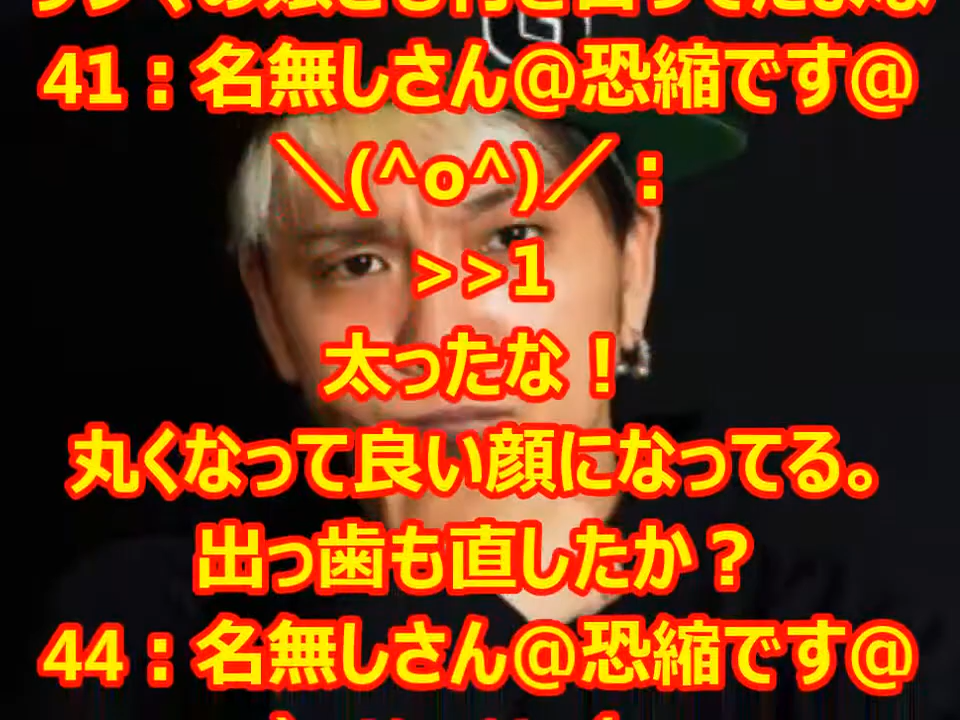 41：名無しさん＠恐縮です＠
＼(^o^)／：
>>1
太ったな！
丸くなって良い顔になってる。
出っ歯も直したか？
44：名無しさん＠恐縮です＠